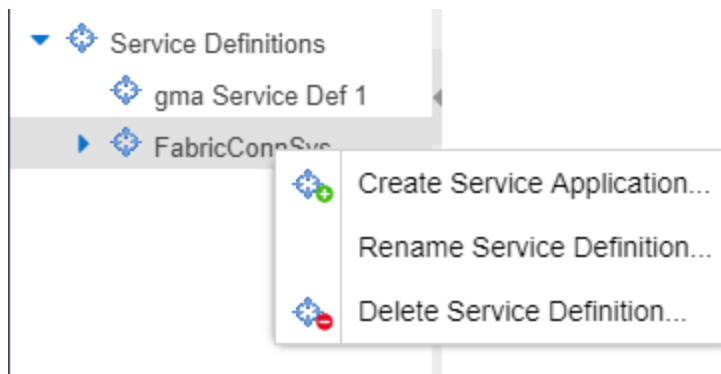 Service Definitions
gma Service Def 1
FabricConnSys
Create Service Application...
Rename Service Definition...
Delete Service Definition...